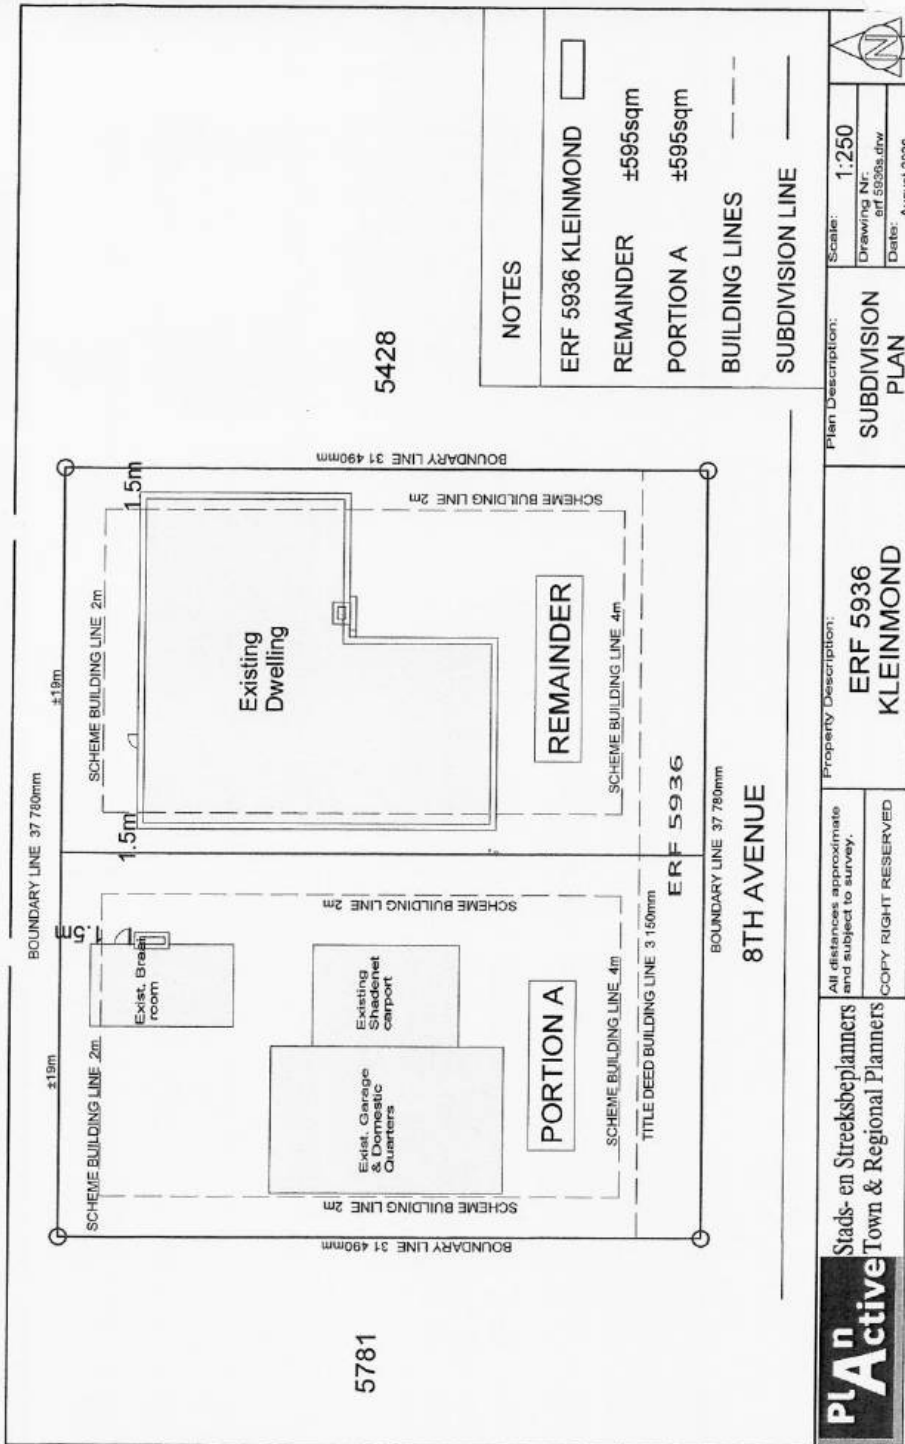 BOUNDARY LINE 37 780mm
±19m
±19m
SCHEME BUILDING LINE 2m
SCHEME BUILDING LINE 2m
1.5m
1.5m
1.5m
Exist. Braai
room
Existing
Dwelling
Existing
Shadenet
carport
Exist. Garage
& Domestic
Quarters
BOUNDARY LINE 31 490mm
SCHEME BUILDING LINE 2m
SCHEME BUILDING LINE 2m
SCHEME BUILDING LINE 2m
BOUNDARY LINE 31 490mm
5781
5428
PORTION A
REMAINDER
SCHEME BUILDING LINE 4m
SCHEME BUILDING LINE 4m
TITLE DEED BUILDING LINE 3 150mm
ERF 5936
BOUNDARY LINE 37 780mm
8TH AVENUE
NOTES
ERF 5936 KLEINMOND
REMAINDER ±595sqm
PORTION A ±595sqm
BUILDING LINES
SUBDIVISION LINE
Plan Active
Stads- en Streeksbeplanners
Town & Regional Planners
All distances approximate
and subject to survey.
COPY RIGHT RESERVED
Property Description:
ERF 5936
KLEINMOND
Plan Description:
SUBDIVISION
PLAN
Scale:
1:250
Drawing Nr:
erf 5936s.drw
Date:
August
N